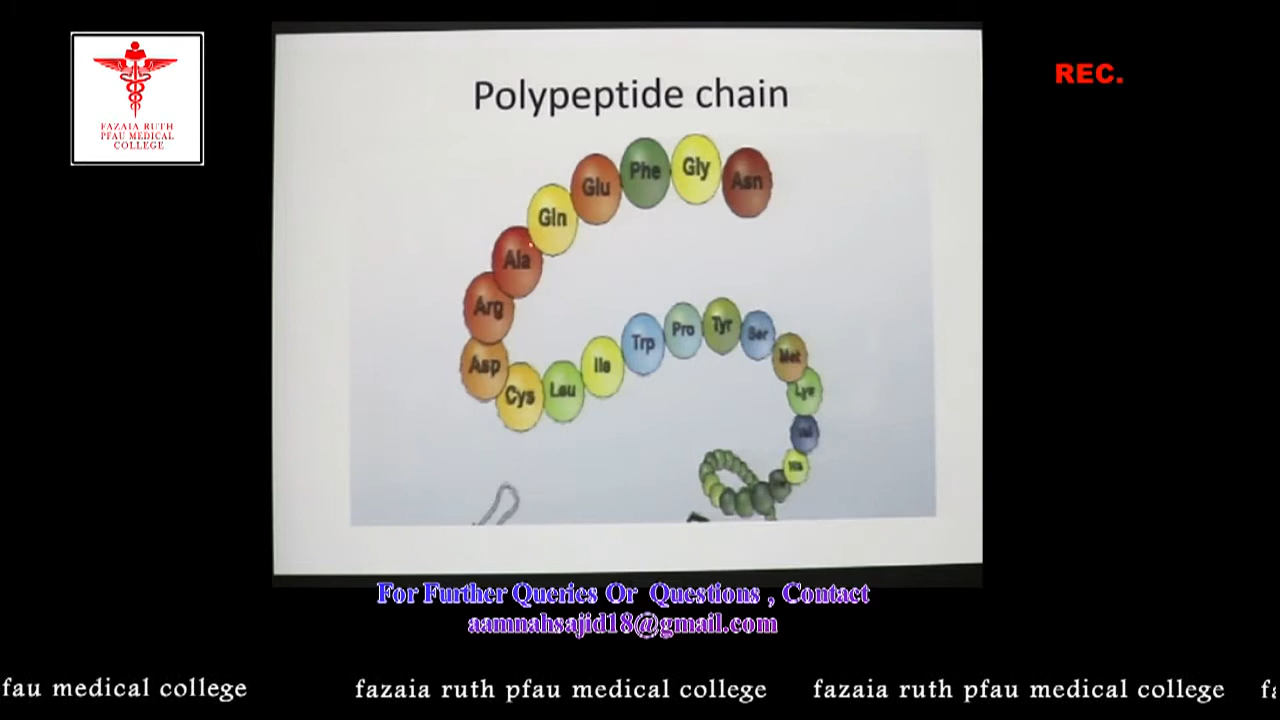 FAZAIA RUTH
PFAU MEDICAL
COLLEGE
REC.
Polypeptide chain
Asn
Gly
Phe
Glu
Gln
Ala
Arg
Asp
Cys
Leu
Ile
Trp
Pro
Tyr
Ser
Met
Lys
For Further Queries Or Questions , Contact
aamnahsajid18@gmail.com
fau medical college fazaia ruth pfau medical college fazaia ruth pfau medical college fa